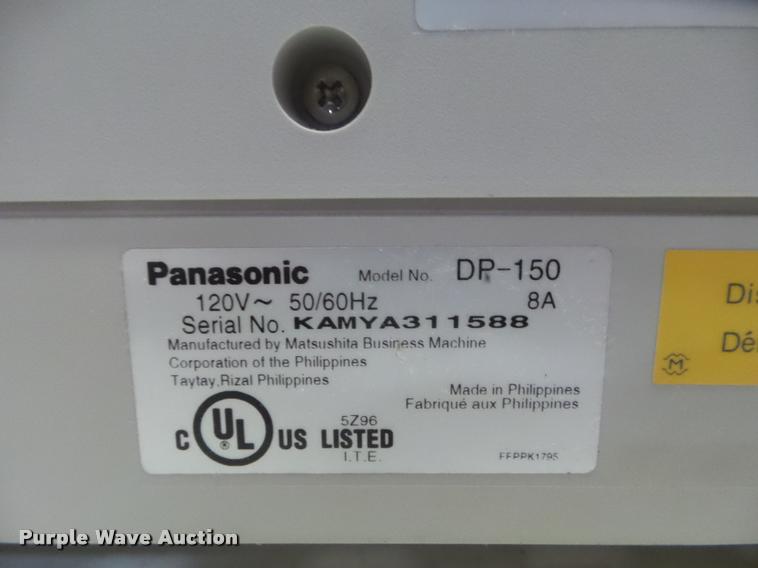 Panasonic Model No. DP-150
120V~ 50/60Hz 8A
Serial No. KAMYA311588
Manufactured by Matsushita Business Machine
Corporation of the Philippines
Taytay,Rizal Philippines
Made in Philippines
Fabriqué aux Philippines
C UL ® US LISTED
5Z96
I.T.E.
FFPPK1795
Dis
Dé
Purple Wave Auction